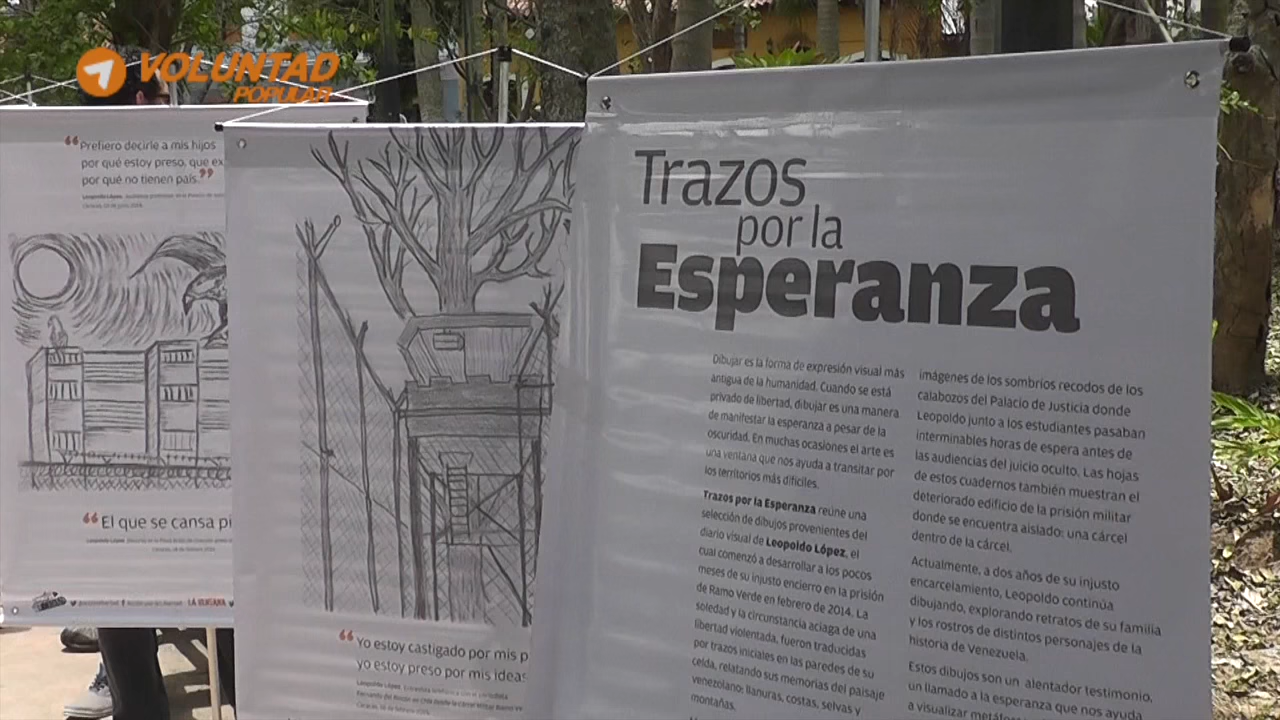 VOLUNTAD
POPULAR
“Prefiero decirle a mis hijos
por qué estoy preso, que ex
por qué no tienen país.”
Leopoldo López.
“El que se cansa pi
“Yo estoy castigado por mis p
yo estoy preso por mis ideas
Leopoldo López.
Trazos
por la
Esperanza
Dibujar es la forma de expresión visual más
antigua de la humanidad. Cuando se está
privado de libertad, dibujar es una manera
de manifestar la esperanza a pesar de la
oscuridad. En muchas ocasiones el arte es
una ventana que nos ayuda a transitar por
los territorios más difíciles.
Trazos por la Esperanza reúne una
selección de dibujos provenientes del
diario visual de Leopoldo López, el
cual comenzó a desarrollar a los pocos
meses de su injusto encierro en la prisión
de Ramo Verde en febrero de 2014. La
soledad y la circunstancia aciaga de una
libertad violentada, fueron traducidas
por trazos iniciales en las paredes de su
celda, relatando sus memorias del paisaje
venezolano: llanuras, costas, selvas y
montañas.
imágenes de los sombríos recodos de los
calabozos del Palacio de Justicia donde
Leopoldo junto a los estudiantes pasaban
interminables horas de espera antes de
las audiencias del juicio oculto. Las hojas
de estos cuadernos también muestran el
deteriorado edificio de la prisión militar
donde se encuentra aislado: una cárcel
dentro de la cárcel.
Actualmente, a dos años de su injusto
encarcelamiento, Leopoldo continúa
dibujando, explorando retratos de su familia
y los rostros de distintos personajes de la
historia de Venezuela.
Estos dibujos son un alentador testimonio,
un llamado a la esperanza que nos ayuda
a visualizar